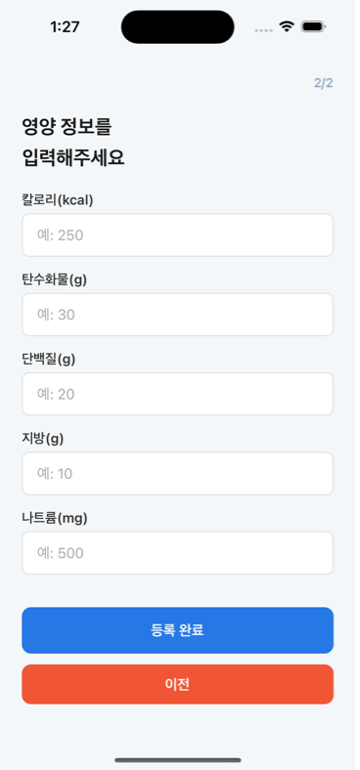 1:27
2/2
영양 정보를
입력해주세요
칼로리(kcal)
예: 250
탄수화물(g)
예: 30
단백질(g)
예: 20
지방(g)
예: 10
나트륨(mg)
예: 500
등록 완료
이전